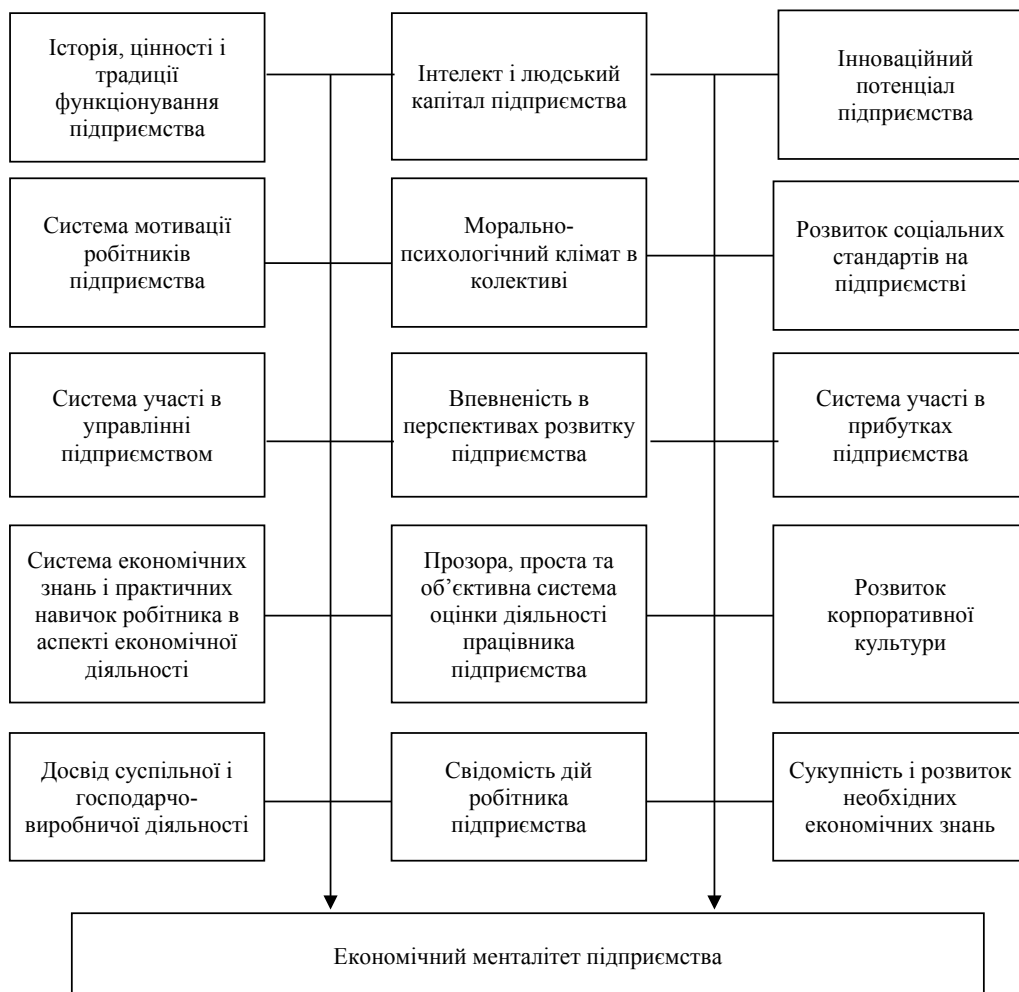 Історія, цінності і
традиції
функціонування
підприємства
Інтелект і людський
капітал підприємства
Інноваційний
потенціал
підприємства
Система мотивації
робітників
підприємства
Морально-
психологічний клімат в
колективі
Розвиток соціальних
стандартів на
підприємстві
Система участі в
управлінні
підприємством
Впевненість в
перспективах розвитку
підприємства
Система участі в
прибутках
підприємства
Система економічних
знань і практичних
навичок робітника в
аспекті економічної
діяльності
Прозора, проста та
об’єктивна система
оцінки діяльності
працівника
підприємства
Розвиток
корпоративної
культури
Досвід суспільної і
господарчо-
виробничої діяльності
Свідомість дій
робітника
підприємства
Сукупність і розвиток
необхідних
економічних знань
Економічний менталітет підприємства